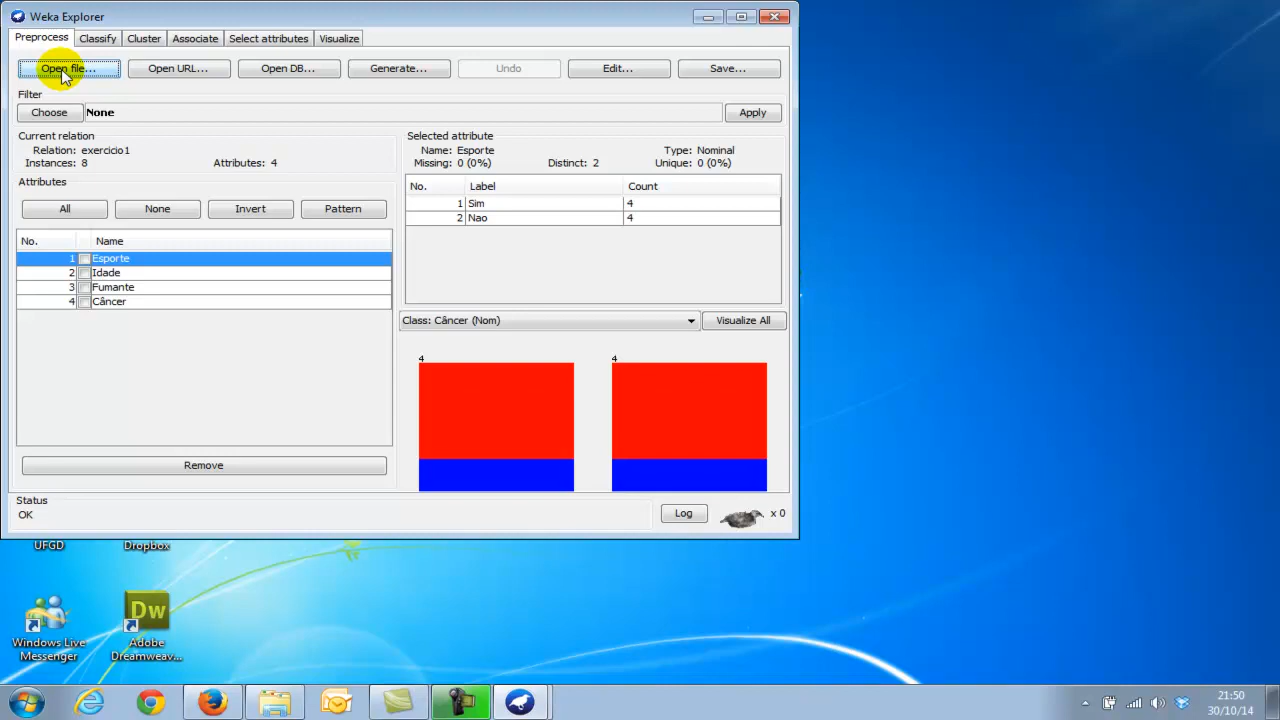 Weka Explorer
Preprocess Classify Cluster Associate Select attributes Visualize
Open file... Open URL... Open DB... Generate... Undo Edit... Save...
Filter
Choose None Apply
Current relation
Relation: exercicio1
Instances: 8 Attributes: 4
Selected attribute
Name: Esporte Type: Nominal
Missing: 0 (0%) Distinct: 2 Unique: 0 (0%)
Attributes
All None Invert Pattern
No. Name
1 Esporte
2 Idade
3 Fumante
4 Câncer
Remove
No. Label Count
1 Sim 4
2 Nao 4
Class: Câncer (Nom) Visualize All
4 4
Status
OK
Log x 0
UFGD Dropbox
Dw
Windows Live
Messenger
Adobe
Dreamweav...
21:50
30/10/14